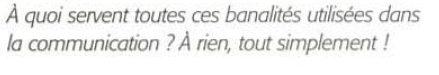 À quoi servent toutes ces banalités utilisées dans
la communication ? À rien, tout simplement !